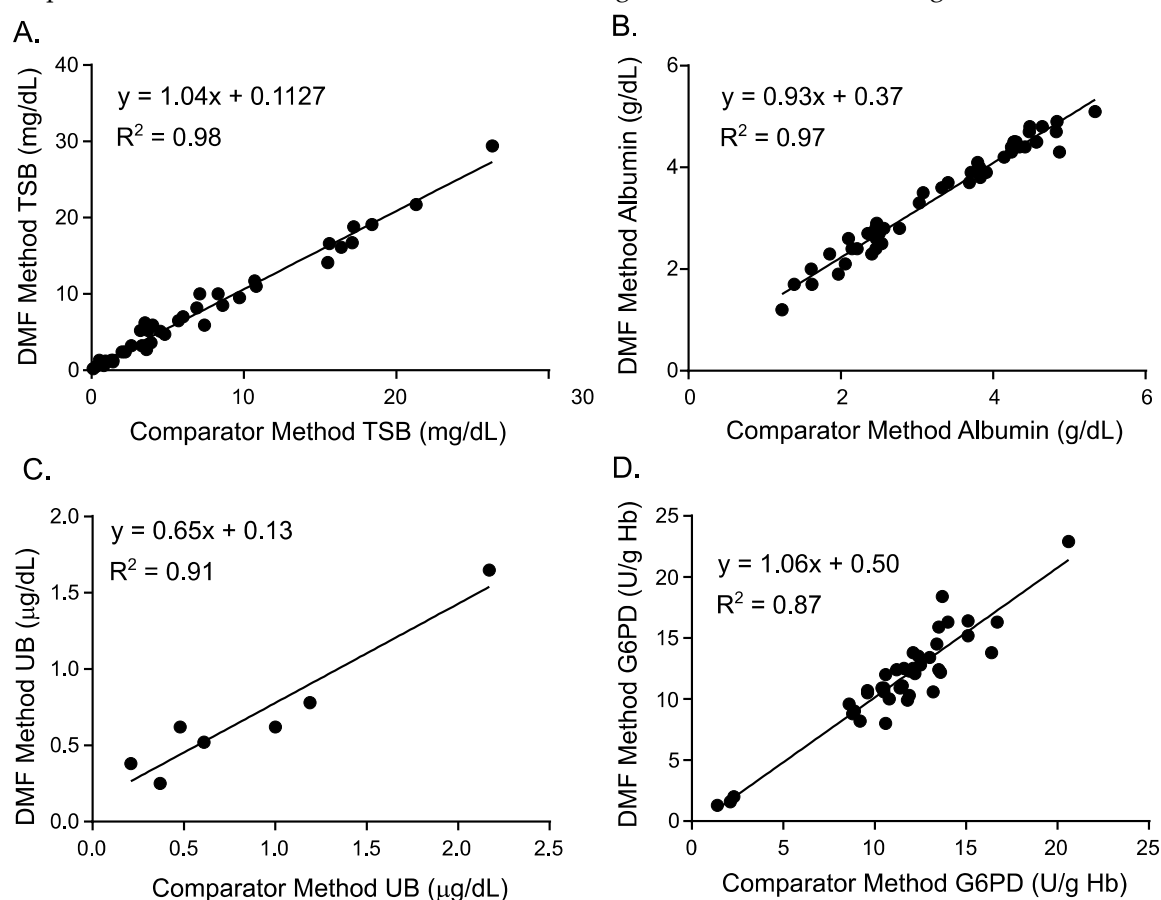 A.
DMF Method TSB (mg/dL)
40
30
20
10
0
y = 1.04x + 0.1127
R² = 0.98
0
10
20
30
Comparator Method TSB (mg/dL)
B.
DMF Method Albumin (g/dL)
6
4
2
0
y = 0.93x + 0.37
R² = 0.97
0
2
4
6
Comparator Method Albumin (g/dL)
C.
DMF Method UB (μg/dL)
2.0
1.5
1.0
0.5
0.0
y = 0.65x + 0.13
R² = 0.91
0.0
0.5
1.0
1.5
2.0
2.5
Comparator Method UB (μg/dL)
D.
DMF Method G6PD (U/g Hb)
25
20
15
10
5
0
y = 1.06x + 0.50
R² = 0.87
0
5
10
15
20
25
Comparator Method G6PD (U/g Hb)